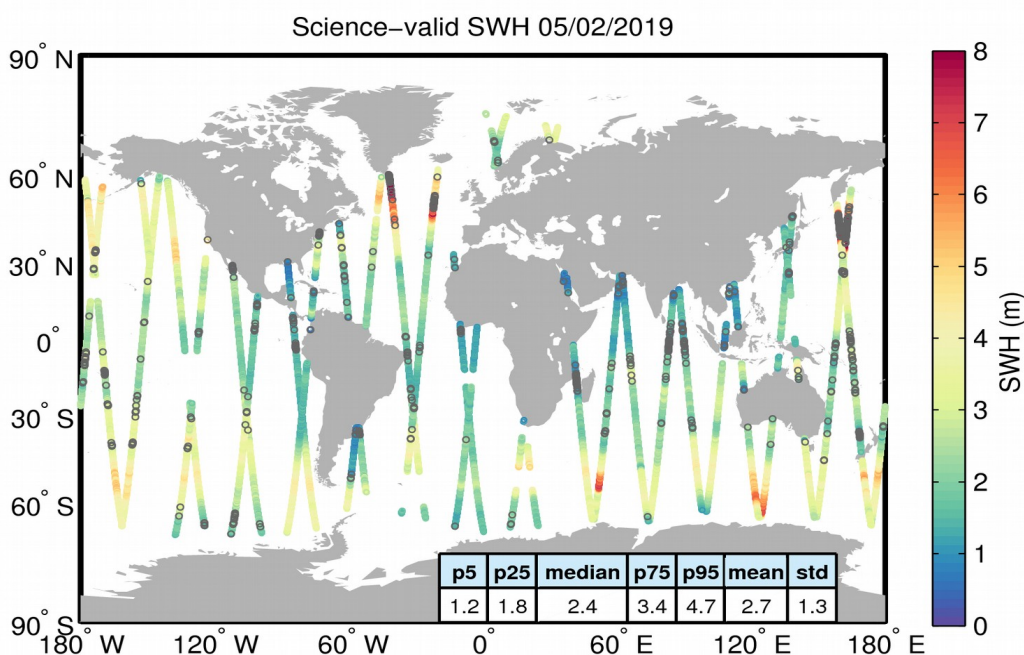 Science−valid SWH 05/02/2019
90° N
60° N
30° N
0°
30° S
60° S
90° S
180° W
120° W
60° W
0°
60° E
120° E
180° E
p5 p25 median p75 p95 mean std
1.2 1.8 2.4 3.4 4.7 2.7 1.3
8
7
6
5
4
3
2
1
0
SWH (m)